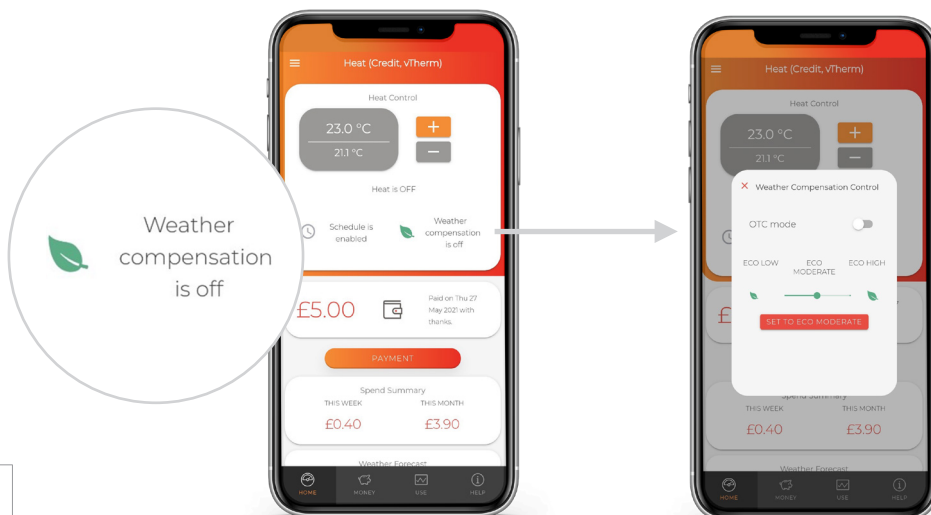 Weather
compensation
is off
Heat (Credit, vTherm)
Heat Control
23.0 °C
21.1 °C
+
−
Heat is OFF
Schedule is
enabled
Weather
compensation
is off
£5.00
Paid on Thu 27
May 2021 with
thanks.
PAYMENT
Spend Summary
THIS WEEK
THIS MONTH
£0.40
£3.90
Weather Forecast
HOME
MONEY
USE
HELP
Heat (Credit, vTherm)
Heat Control
23.0 °C
21.1 °C
+
−
Weather Compensation Control
OTC mode
ECO LOW
ECO
MODERATE
ECO HIGH
SET TO ECO MODERATE
£
Spend Summary
THIS WEEK
THIS MONTH
£0.40
£3.90
Weather Forecast
HOME
MONEY
USE
HELP